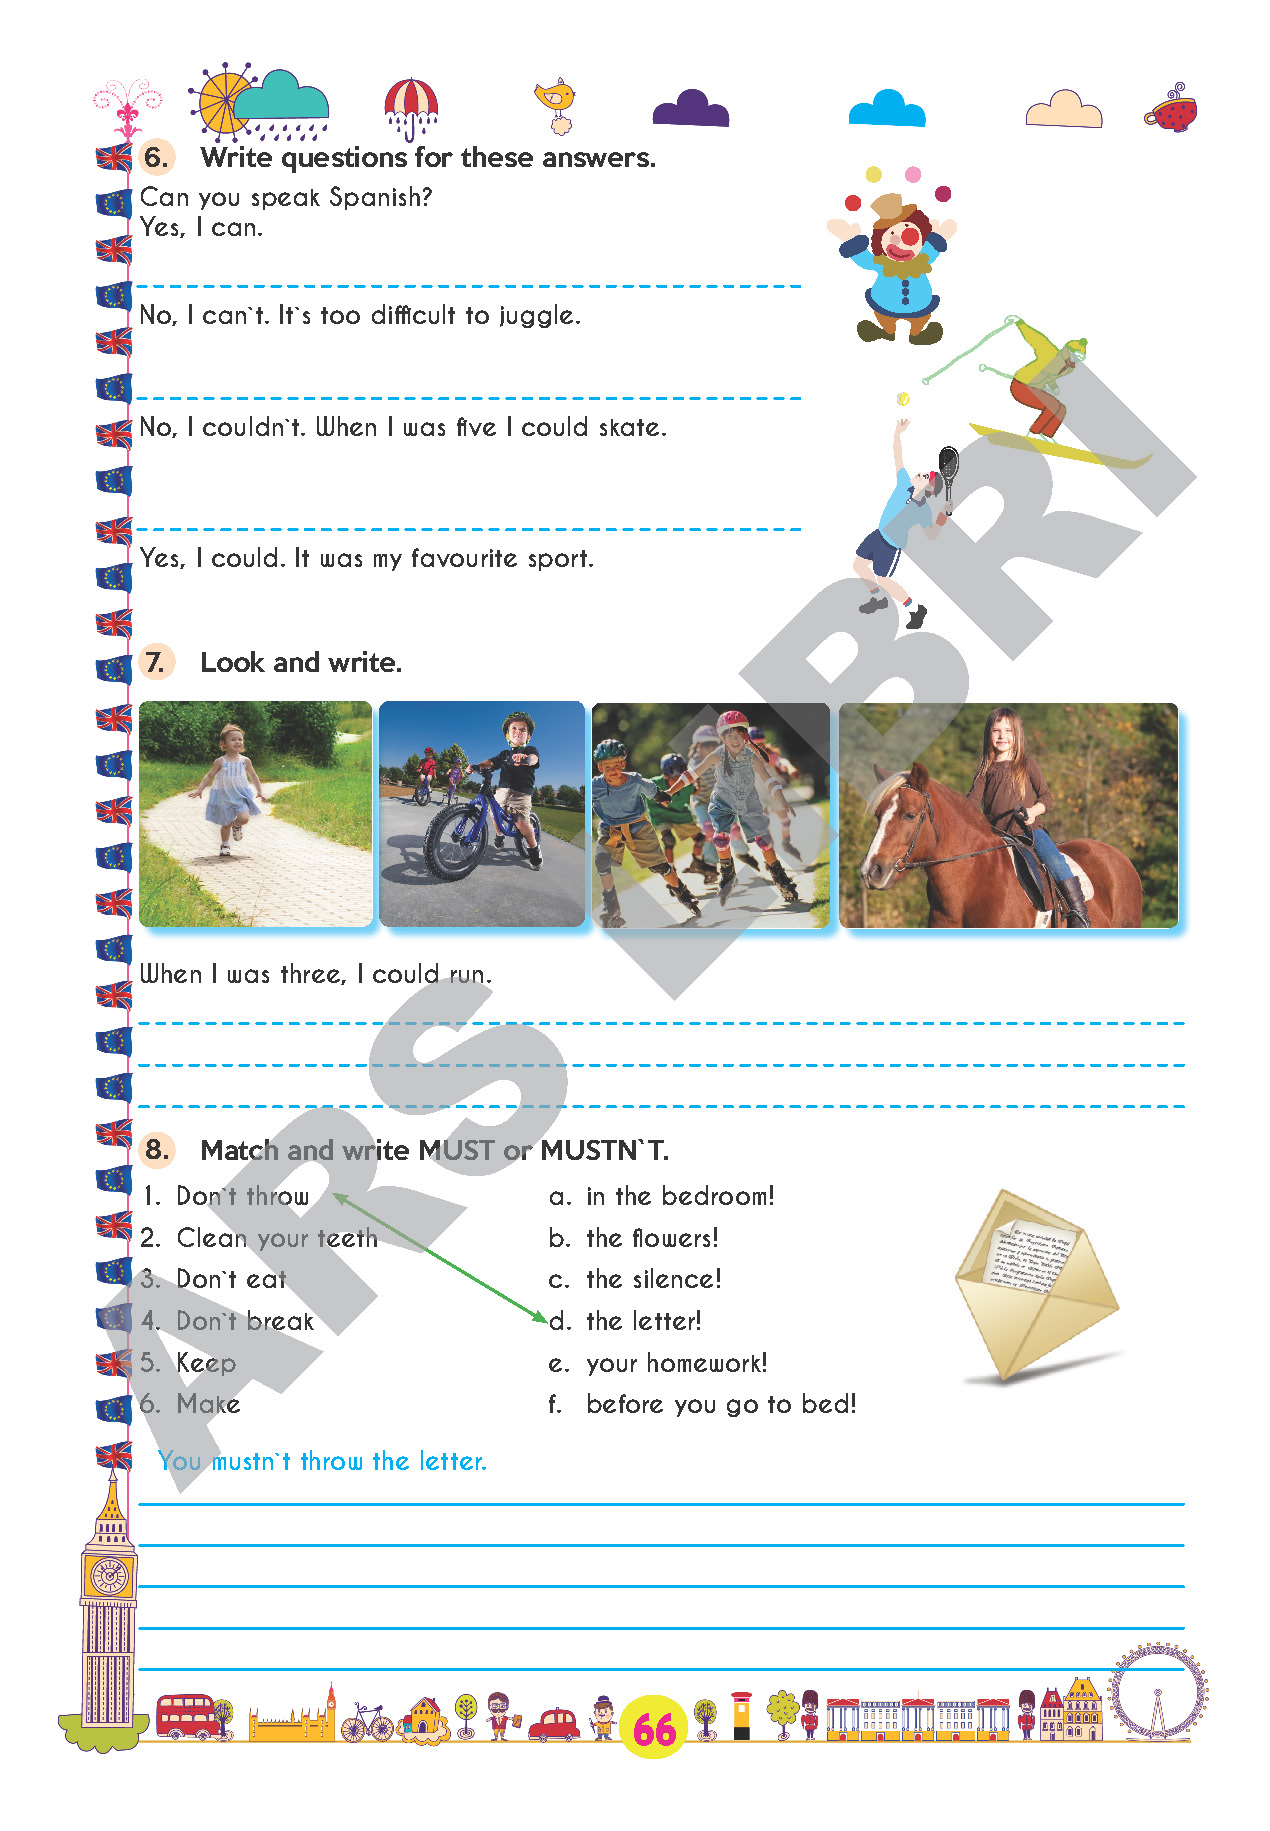 6. Write questions for these answers.
Can you speak Spanish?
Yes, I can.
No, I can`t. It`s too difficult to juggle.
No, I couldn`t. When I was five I could skate.
Yes, I could. It was my favourite sport.
7. Look and write.
When I was three, I could run.
8. Match and write MUST or MUSTN`T.
1. Don`t throw
2. Clean your teeth
3. Don`t eat
4. Don`t break
5. Keep
6. Make
a. in the bedroom!
b. the flowers!
c. the silence!
d. the letter!
e. your homework!
f. before you go to bed!
You mustn`t throw the letter.
66
ARS LIBRI